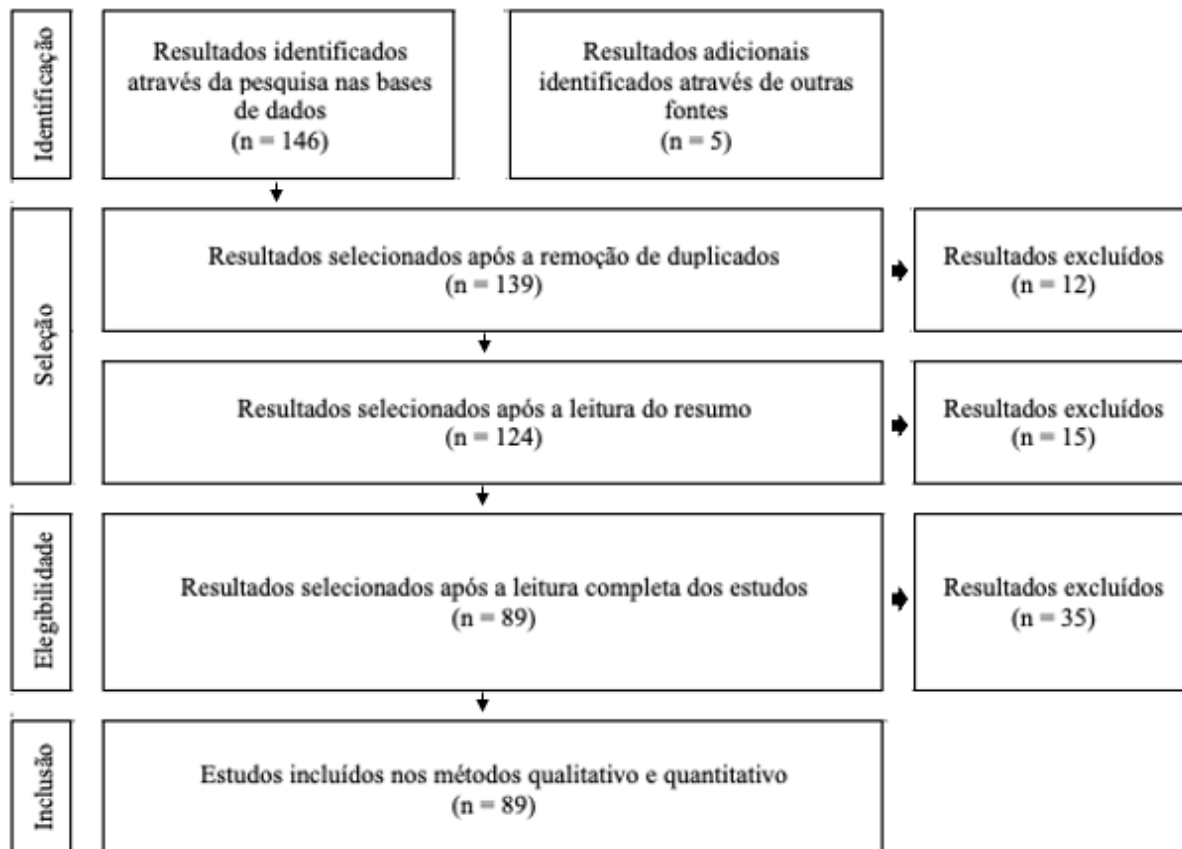 Identificação
Resultados identificados
através da pesquisa nas bases
de dados
(n = 146)
Resultados adicionais
identificados através de outras
fontes
(n = 5)
Seleção
Resultados selecionados após a remoção de duplicados
(n = 139)
Resultados excluídos
(n = 12)
Resultados selecionados após a leitura do resumo
(n = 124)
Resultados excluídos
(n = 15)
Elegibilidade
Resultados selecionados após a leitura completa dos estudos
(n = 89)
Resultados excluídos
(n = 35)
Inclusão
Estudos incluídos nos métodos qualitativo e quantitativo
(n = 89)